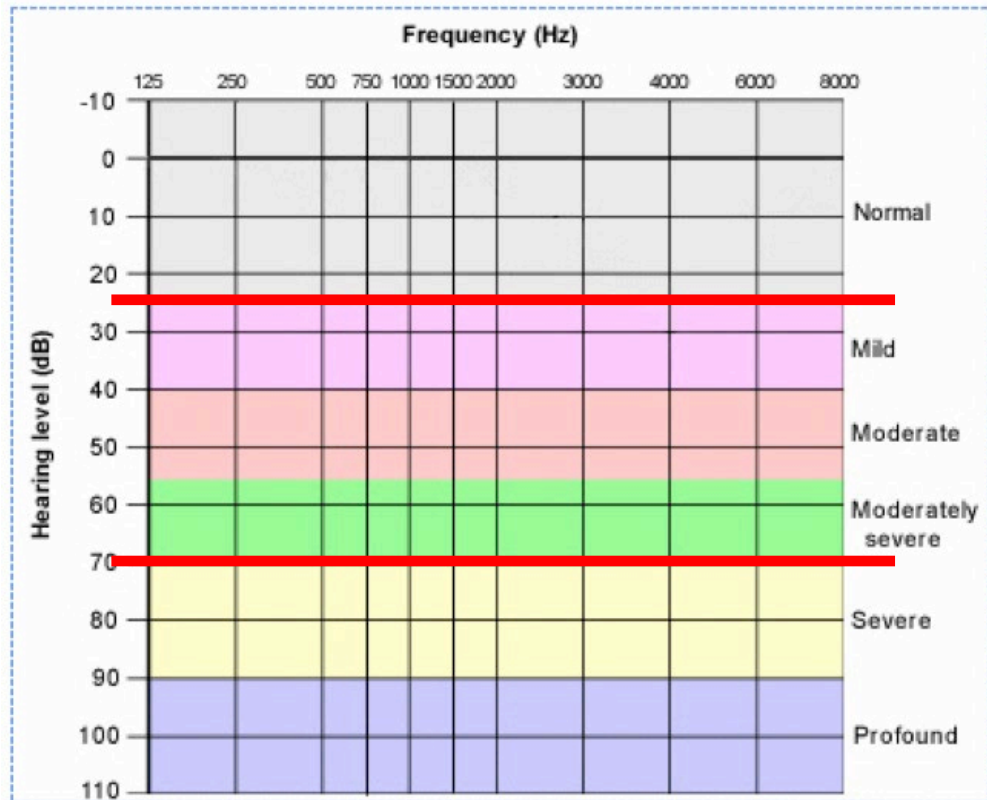 Frequency (Hz)
125 250 500 750 1000 1500 2000 3000 4000 6000 8000
-10
0
10
Normal
20
30
Mild
40
Moderate
50
60
Moderately
severe
70
80
Severe
90
100
Profound
110
Hearing level (dB)